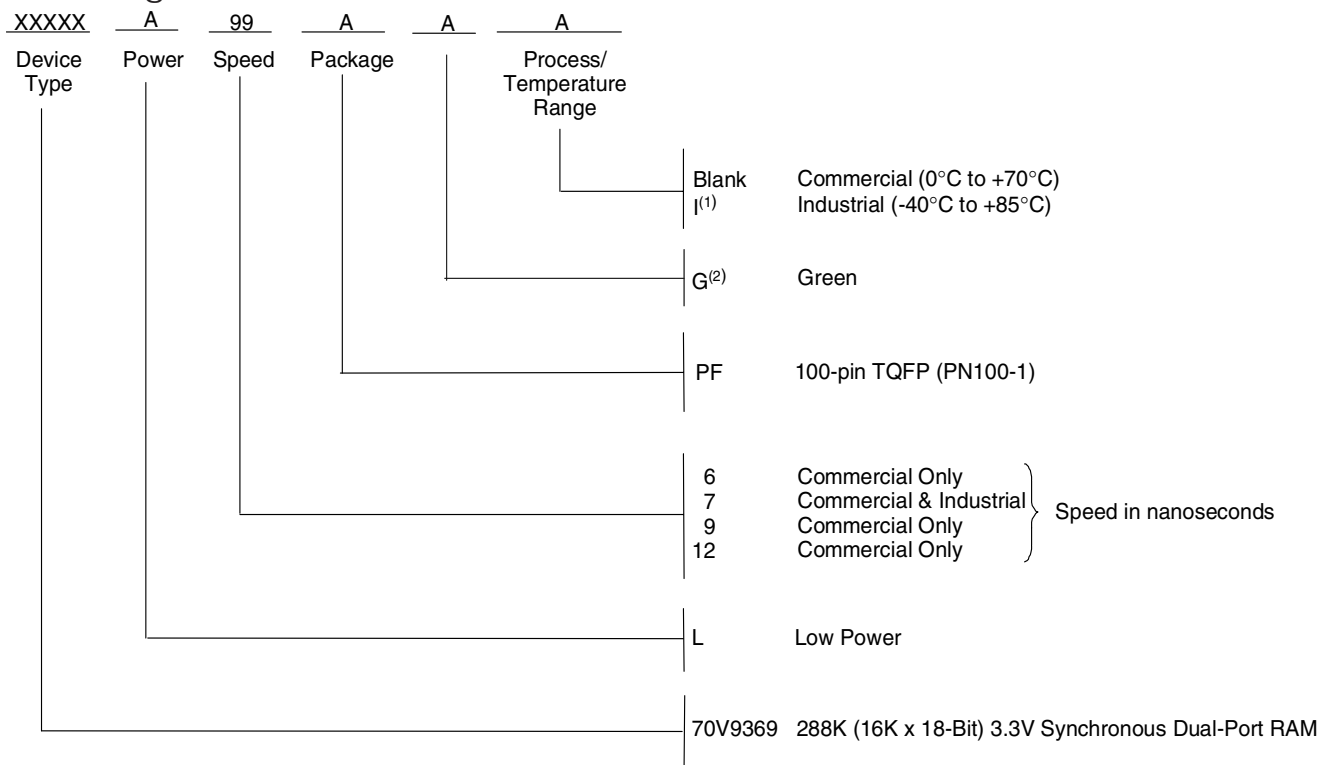 XXXXX A 99 A A A
Device Type Power Speed Package Process/ Temperature Range
Blank Commercial (0°C to +70°C)
I(1) Industrial (-40°C to +85°C)
G(2) Green
PF 100-pin TQFP (PN100-1)
6 Commercial Only
7 Commercial & Industrial
9 Commercial Only
12 Commercial Only
Speed in nanoseconds
L Low Power
70V9369 288K (16K x 18-Bit) 3.3V Synchronous Dual-Port RAM